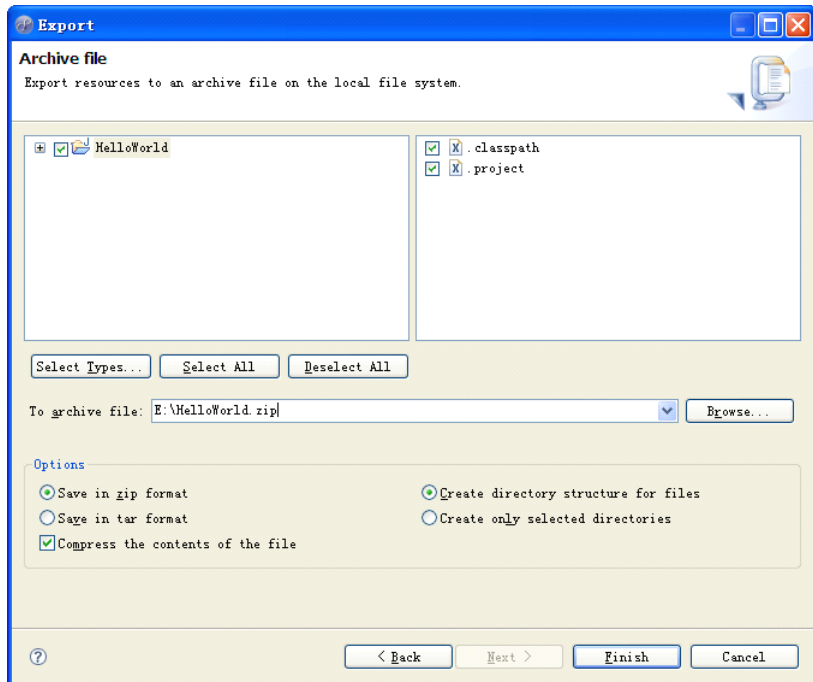 Export
Archive file
Export resources to an archive file on the local file system.
HelloWorld
.classpath
.project
Select Types...
Select All
Deselect All
To archive file:
E:\HelloWorld.zip
Browse...
Options
Save in zip format
Create directory structure for files
Save in tar format
Create only selected directories
Compress the contents of the file
< Back
Next >
Finish
Cancel